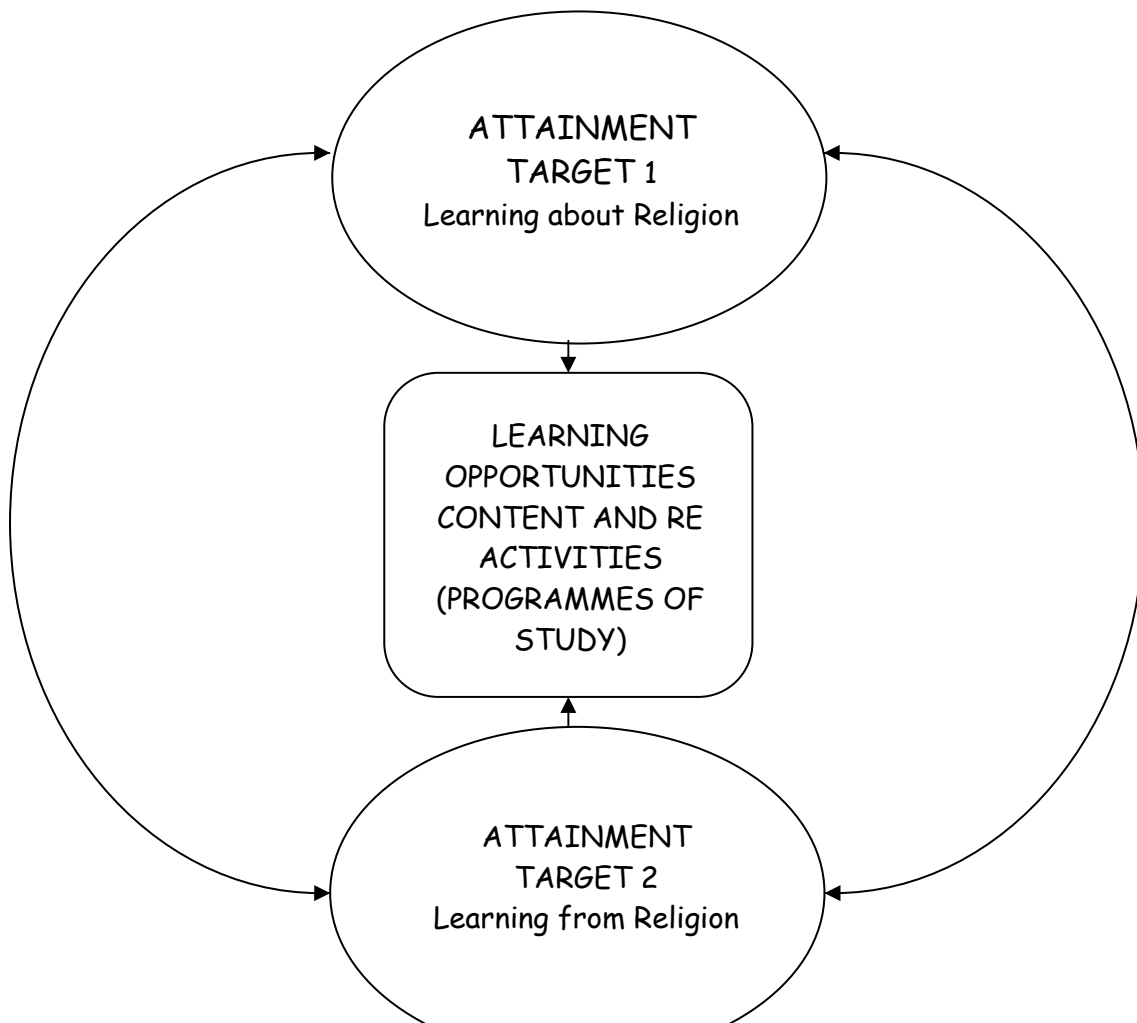 ATTAINMENT
TARGET 1
Learning about Religion
LEARNING
OPPORTUNITIES
CONTENT AND RE
ACTIVITIES
(PROGRAMMES OF
STUDY)
ATTAINMENT
TARGET 2
Learning from Religion